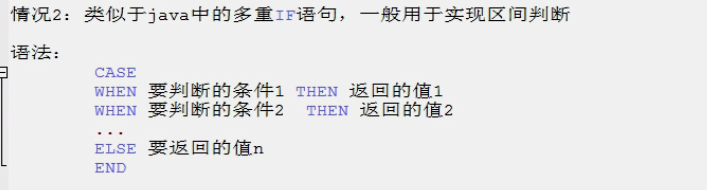 情况2：类似于java中的多重IF语句，一般用于实现区间判断
语法：
CASE
WHEN 要判断的条件1 THEN 返回的值1
WHEN 要判断的条件2 THEN 返回的值2
...
ELSE 要返回的值n
END